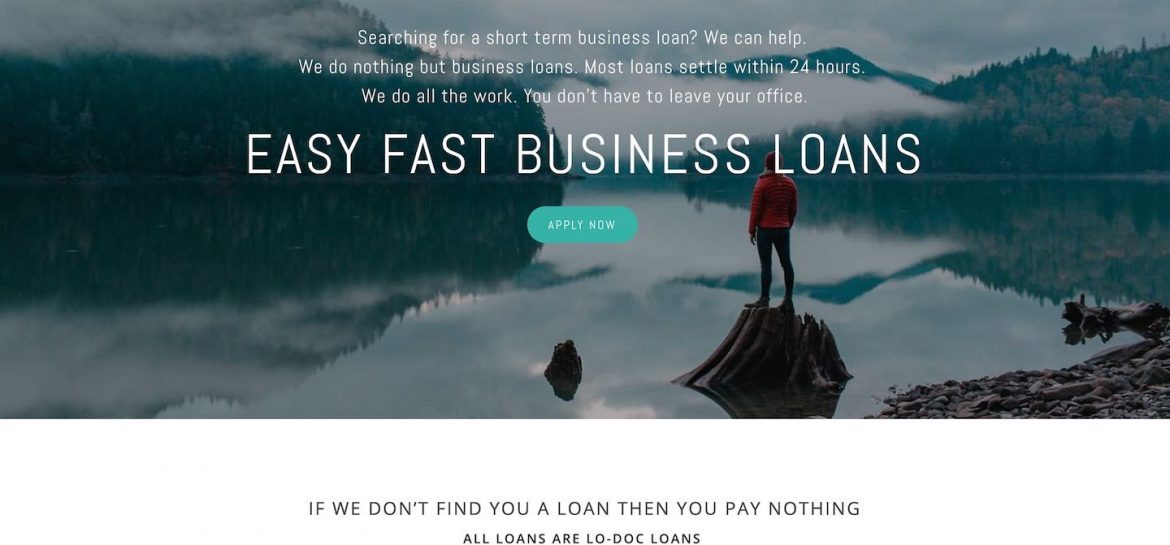 Searching for a short term business loan? We can help.
We do nothing but business loans. Most loans settle within 24 hours.
We do all the work. You don't have to leave your office.
EASY FAST BUSINESS LOANS
APPLY NOW
IF WE DON'T FIND YOU A LOAN THEN YOU PAY NOTHING
ALL LOANS ARE LO-DOC LOANS